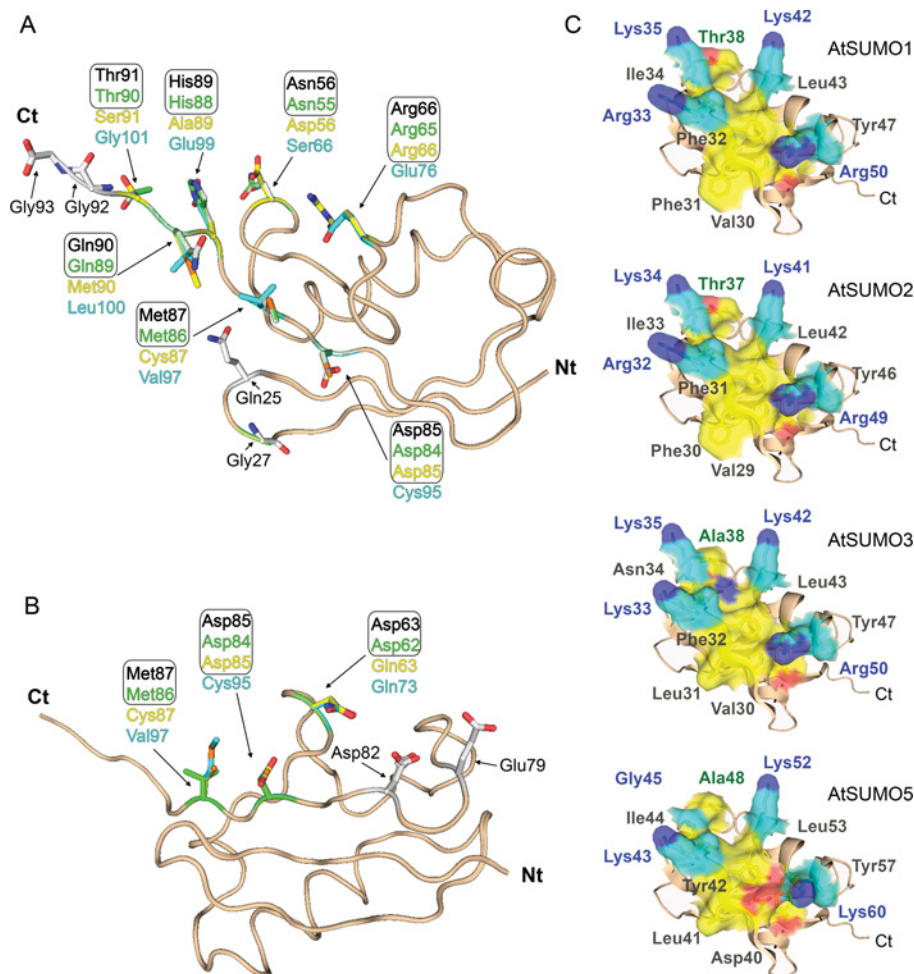 A
Thr91
Thr90
Ser91
Gly101
His89
His88
Ala89
Glu99
Asn56
Asn55
Asp56
Ser66
Arg66
Arg65
Arg66
Glu76
Ct
Gly93
Gly92
Gln90
Gln89
Met90
Leu100
Met87
Met86
Cys87
Val97
Gln25
Gly27
Nt
Asp85
Asp84
Asp85
Cys95
B
Met87
Met86
Cys87
Val97
Asp85
Asp84
Asp85
Cys95
Asp63
Asp62
Gln63
Gln73
Ct
Asp82
Glu79
Nt
C
Lys35
Thr38
Lys42
AtSUMO1
Ile34
Leu43
Arg33
Phe32
Tyr47
Arg50
Phe31
Val30
Ct
Lys34
Thr37
Lys41
AtSUMO2
Ile33
Leu42
Arg32
Phe31
Tyr46
Arg49
Phe30
Val29
Ct
Lys35
Ala38
Lys42
AtSUMO3
Asn34
Leu43
Lys33
Phe32
Tyr47
Arg50
Leu31
Val30
Ct
Gly45
Ala48
Lys52
AtSUMO5
Ile44
Leu53
Lys43
Tyr42
Tyr57
Lys60
Leu41
Asp40
Ct